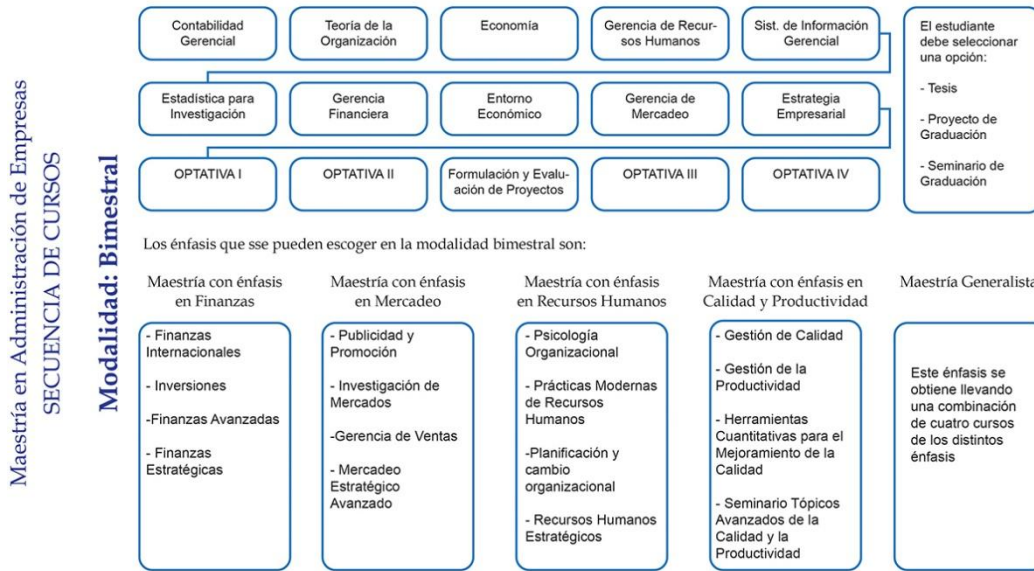 Maestría en Administración de Empresas
SECUENCIA DE CURSOS
Modalidad: Bimestral
Contabilidad
Gerencial
Teoría de la
Organización
Economía
Gerencia de Recur-
sos Humanos
Sist. de Información
Gerencial
Estadística para
Investigación
Gerencia
Financiera
Entorno
Económico
Gerencia de
Mercadeo
Estrategia
Empresarial
OPTATIVA I
OPTATIVA II
Formulación y Evalu-
ación de Proyectos
OPTATIVA III
OPTATIVA IV
El estudiante
debe seleccionar
una opción:
- Tesis
- Proyecto de
Graduación
- Seminario de
Graduación
Los énfasis que sse pueden escoger en la modalidad bimestral son:
Maestría con énfasis
en Finanzas
- Finanzas
Internacionales
- Inversiones
-Finanzas Avanzadas
- Finanzas
Estratégicas
Maestría con énfasis
en Mercadeo
- Publicidad y
Promoción
- Investigación de
Mercados
-Gerencia de Ventas
- Mercadeo
Estratégico
Avanzado
Maestría con énfasis
en Recursos Humanos
- Psicología
Organizacional
- Prácticas Modernas
de Recursos
Humanos
-Planificación y
cambio
organizacional
- Recursos Humanos
Estratégicos
Maestría con énfasis en
Calidad y Productividad
- Gestión de Calidad
- Gestión de la
Productividad
- Herramientas
Cuantitativas para el
Mejoramiento de la
Calidad
- Seminario Tópicos
Avanzados de la
Calidad y la
Productividad
Maestría Generalista
Este énfasis se
obtiene llevando
una combinación
de cuatro cursos
de los distintos
énfasis